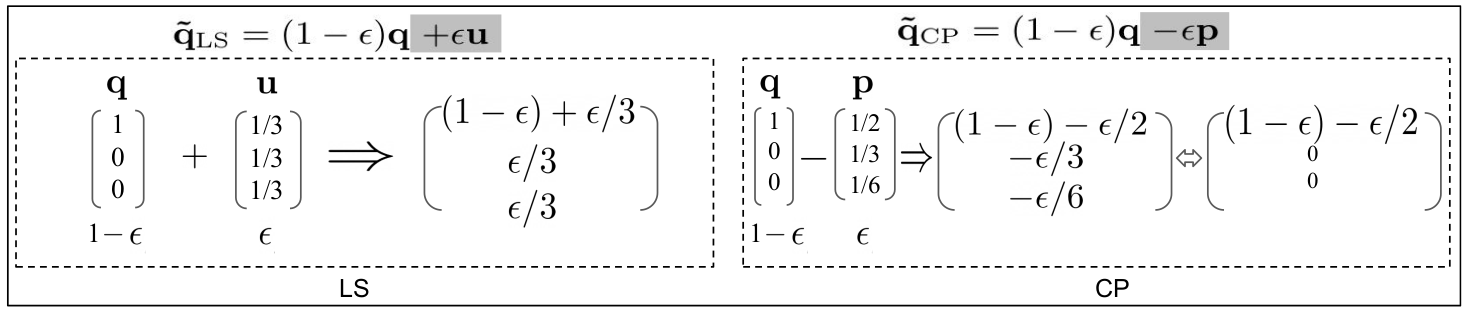 q̃_LS = (1 − ϵ)q +ϵu
q u
1 1/3 (1 − ϵ) + ϵ/3
0 + 1/3 ⟹ ϵ/3
0 1/3 ϵ/3
1− ϵ ϵ
LS
q̃_CP = (1 − ϵ)q −ϵp
q p
1 1/2 (1 − ϵ) − ϵ/2 (1 − ϵ) − ϵ/2
0 − 1/3 ⇒ −ϵ/3 ⇔ 0
0 1/6 −ϵ/6 0
1− ϵ ϵ
CP